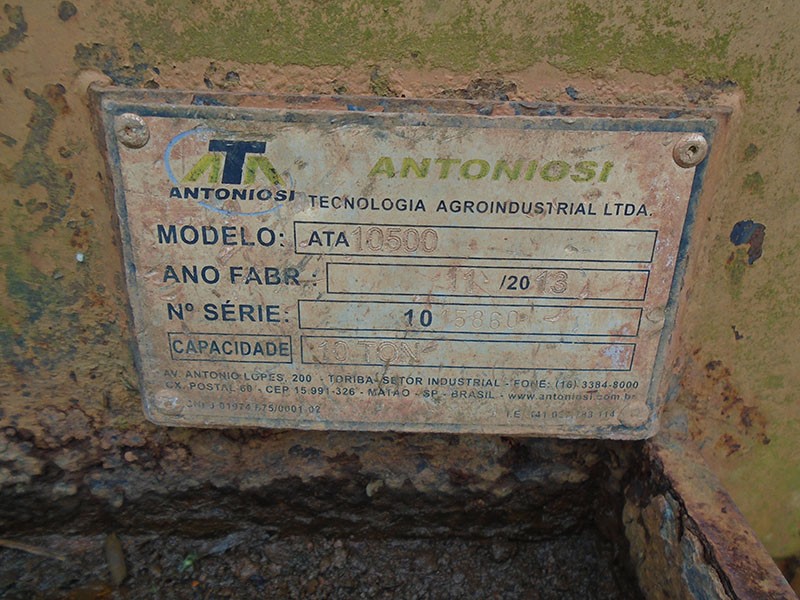 ATA ANTONIOSI
ANTONIOSI TECNOLOGIA AGROINDUSTRIAL LTDA.
MODELO: ATA 10500
ANO FABR.: 11 /2013
Nº SÉRIE: 10 15860
CAPACIDADE 10 TON
AV. ANTONIO LOPES, 200 - TORIBA- SETOR INDUSTRIAL - FONE: (16) 3384-8000
CX. POSTAL 60 - CEP 15.991-326 - MATÃO - SP - BRASIL - www.antoniosi.com.br
I.E.